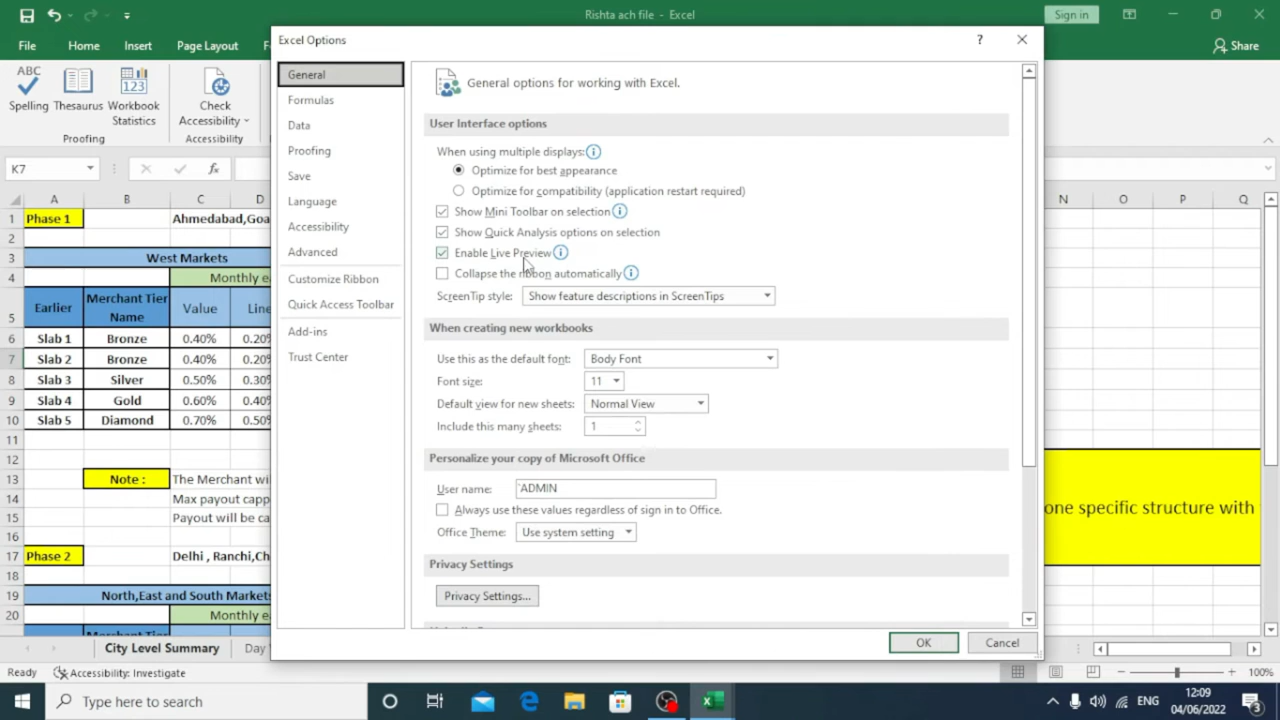 Rishta ach file - Excel
Sign in
File Home Insert Page Layout
Share
Excel Options
?
ABC
Spelling
Thesaurus
123
Workbook Statistics
Check Accessibility
Proofing
Accessibility
K7
fx
A B C D N O P Q
1 Phase 1 Ahmedabad,Goa
2
3 West Markets
4 Monthly ea
5 Earlier Merchant Tier Name Value Line
6 Slab 1 Bronze 0.40% 0.20%
7 Slab 2 Bronze 0.40% 0.20%
8 Slab 3 Silver 0.50% 0.30%
9 Slab 4 Gold 0.60% 0.40%
10 Slab 5 Diamond 0.70% 0.50%
11
12
13 Note : The Merchant wi
14 Max payout capp
15 Payout will be ca
16
17 Phase 2 Delhi , Ranchi,Ch
18
19 North,East and South Markets
20 Monthly ea
Merchant Tier
General
Formulas
Data
Proofing
Save
Language
Accessibility
Advanced
Customize Ribbon
Quick Access Toolbar
Add-ins
Trust Center
General options for working with Excel.
User Interface options
When using multiple displays:
Optimize for best appearance
Optimize for compatibility (application restart required)
Show Mini Toolbar on selection
Show Quick Analysis options on selection
Enable Live Preview
Collapse the ribbon automatically
ScreenTip style: Show feature descriptions in ScreenTips
When creating new workbooks
Use this as the default font: Body Font
Font size: 11
Default view for new sheets: Normal View
Include this many sheets: 1
Personalize your copy of Microsoft Office
User name: 'ADMIN
Always use these values regardless of sign in to Office.
Office Theme: Use system setting
Privacy Settings
Privacy Settings...
OK Cancel
one specific structure with
City Level Summary Day
Ready Accessibility: Investigate 100%
Type here to search
ENG
12:09
04/06/2022
3